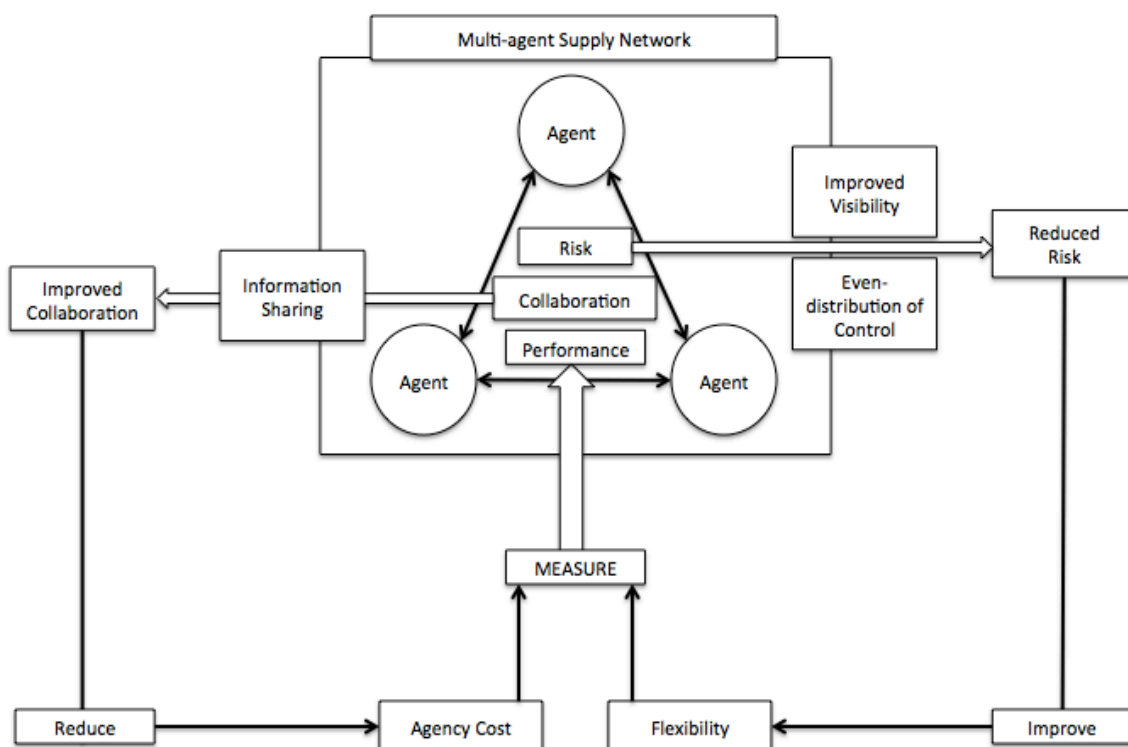 Multi-agent Supply Network
Agent
Improved
Visibility
Risk
Reduced
Risk
Improved
Collaboration
Information
Sharing
Collaboration
Even-
distribution of
Control
Performance
Agent
Agent
MEASURE
Reduce
Agency Cost
Flexibility
Improve